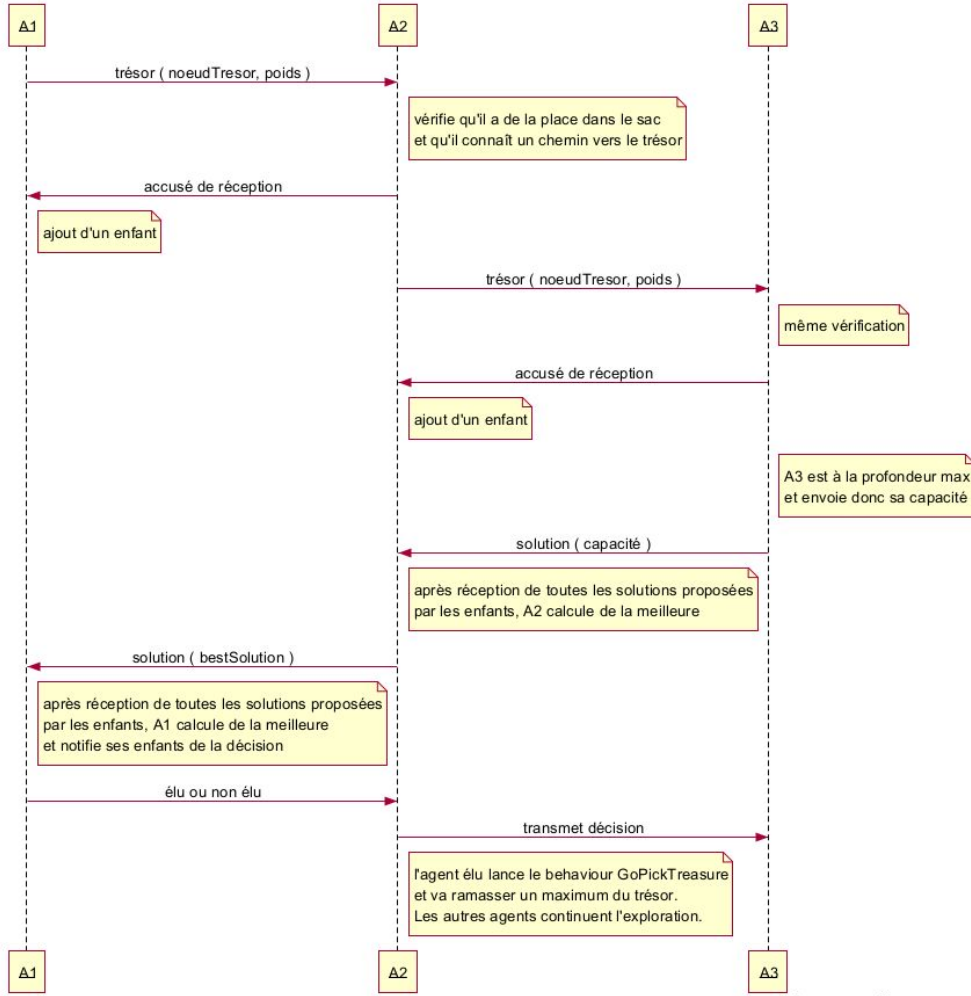 A1
A2
A3
trésor ( noeudTresor, poids )
vérifie qu'il a de la place dans le sac
et qu'il connaît un chemin vers le trésor
accusé de réception
ajout d'un enfant
trésor ( noeudTresor, poids )
même vérification
accusé de réception
ajout d'un enfant
A3 est à la profondeur max
et envoie donc sa capacité
solution ( capacité )
après réception de toutes les solutions proposées
par les enfants, A2 calcule de la meilleure
solution ( bestSolution )
après réception de toutes les solutions proposées
par les enfants, A1 calcule de la meilleure
et notifie ses enfants de la décision
élu ou non élu
transmet décision
l'agent élu lance le behaviour GoPickTreasure
et va ramasser un maximum du trésor.
Les autres agents continuent l'exploration.
A1
A2
A3